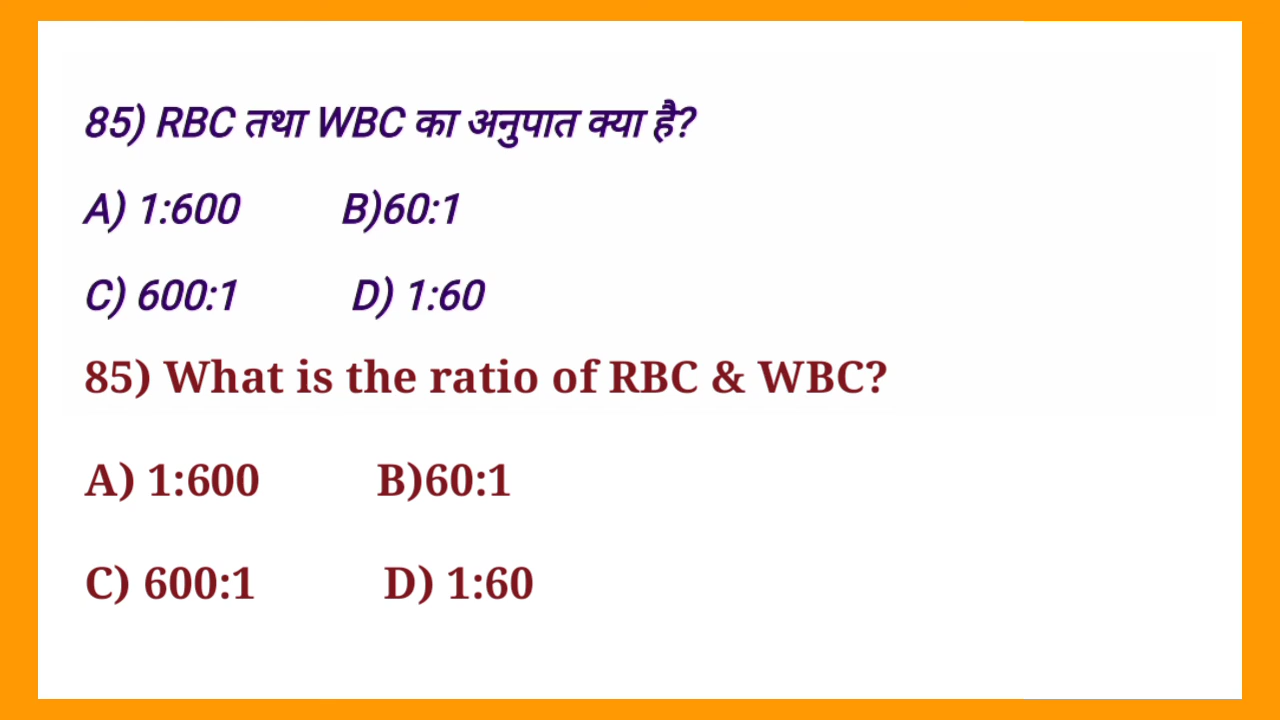 85) RBC तथा WBC का अनुपात क्या है?
A) 1:600 B)60:1
C) 600:1 D) 1:60
85) What is the ratio of RBC & WBC?
A) 1:600 B)60:1
C) 600:1 D) 1:60